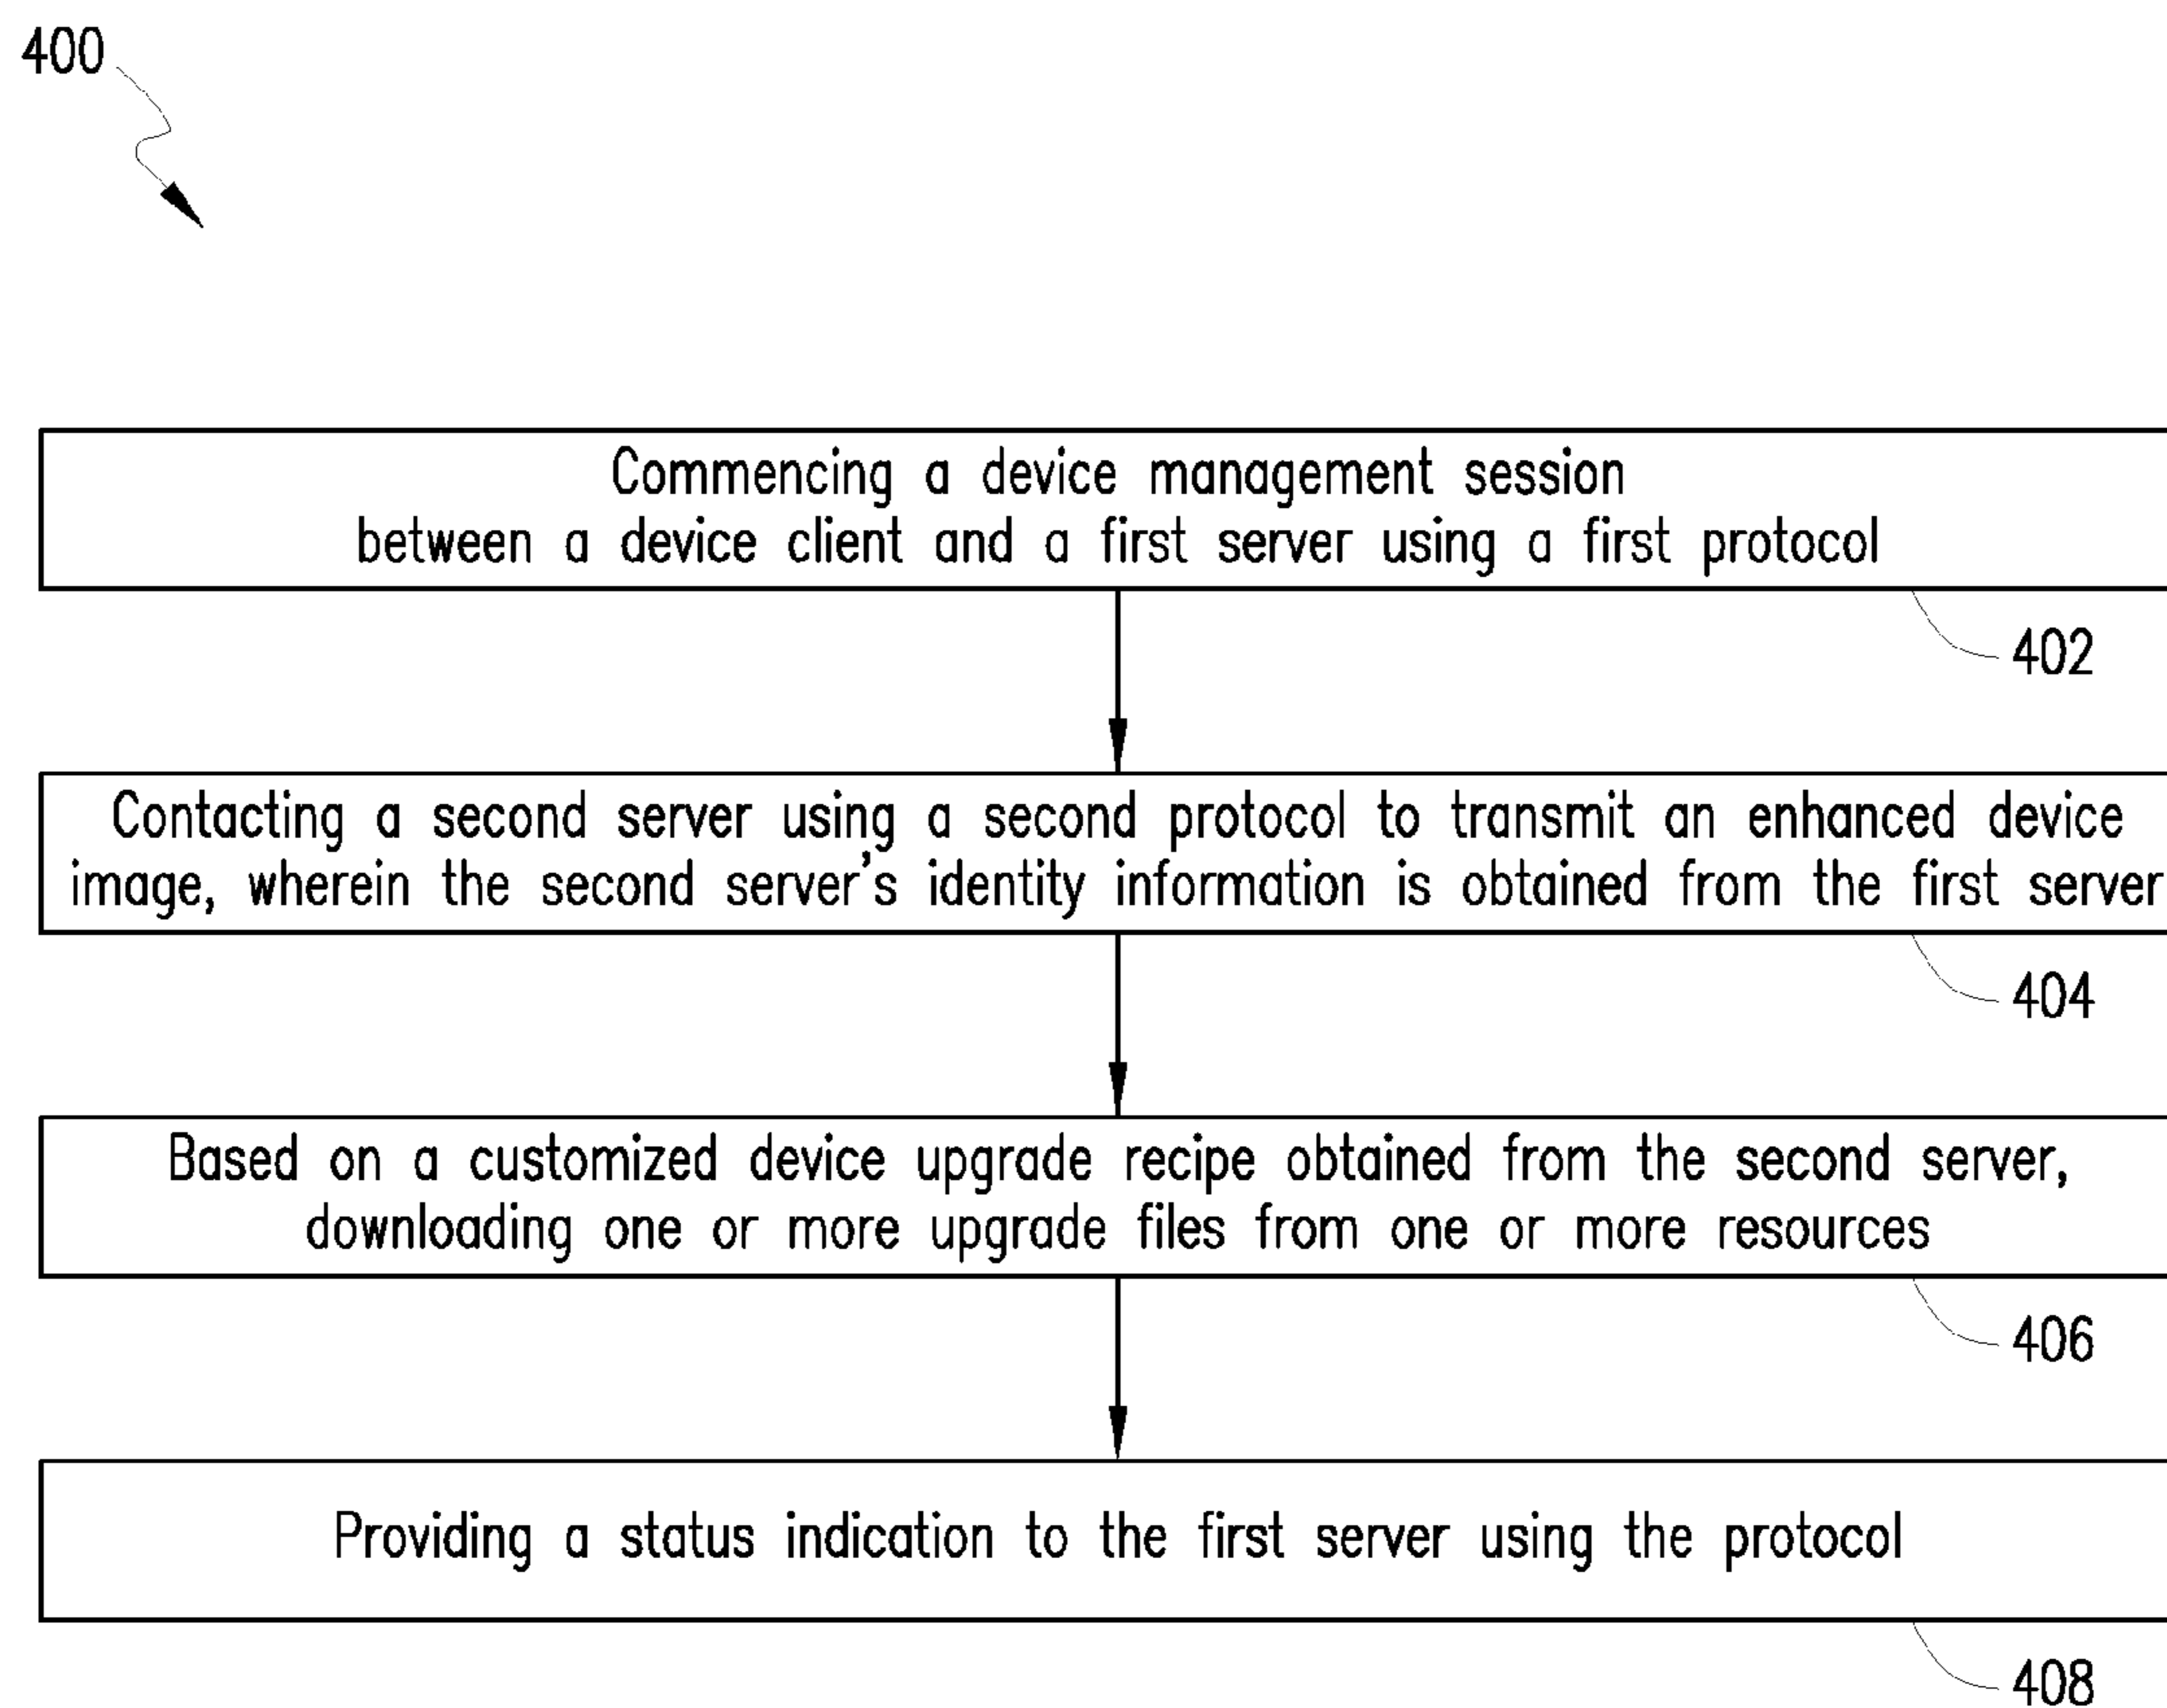 400
Commencing a device management session
between a device client and a first server using a first protocol
402
Contacting a second server using a second protocol to transmit an enhanced device
image, wherein the second server's identity information is obtained from the first server
404
Based on a customized device upgrade recipe obtained from the second server,
downloading one or more upgrade files from one or more resources
406
Providing a status indication to the first server using the protocol
408